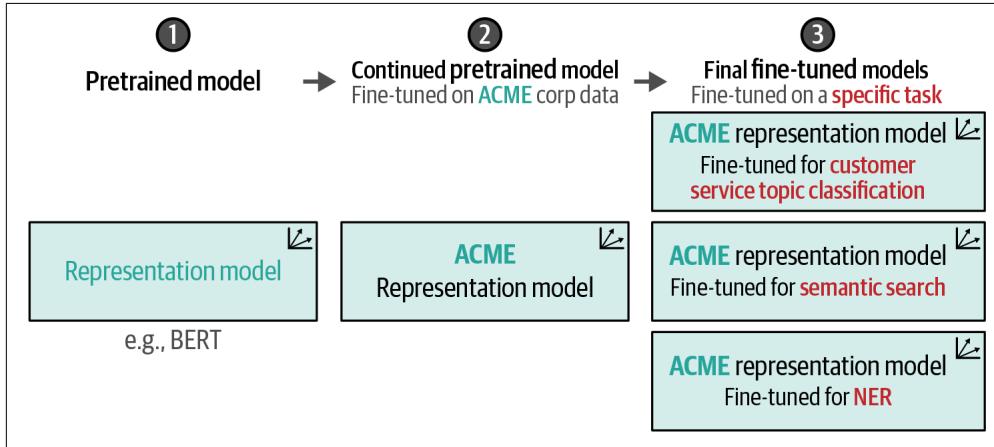 1
Pretrained model
2
Continued pretrained model
Fine-tuned on ACME corp data
3
Final fine-tuned models
Fine-tuned on a specific task
Representation model
e.g., BERT
ACME
Representation model
ACME representation model
Fine-tuned for customer
service topic classification
ACME representation model
Fine-tuned for semantic search
ACME representation model
Fine-tuned for NER